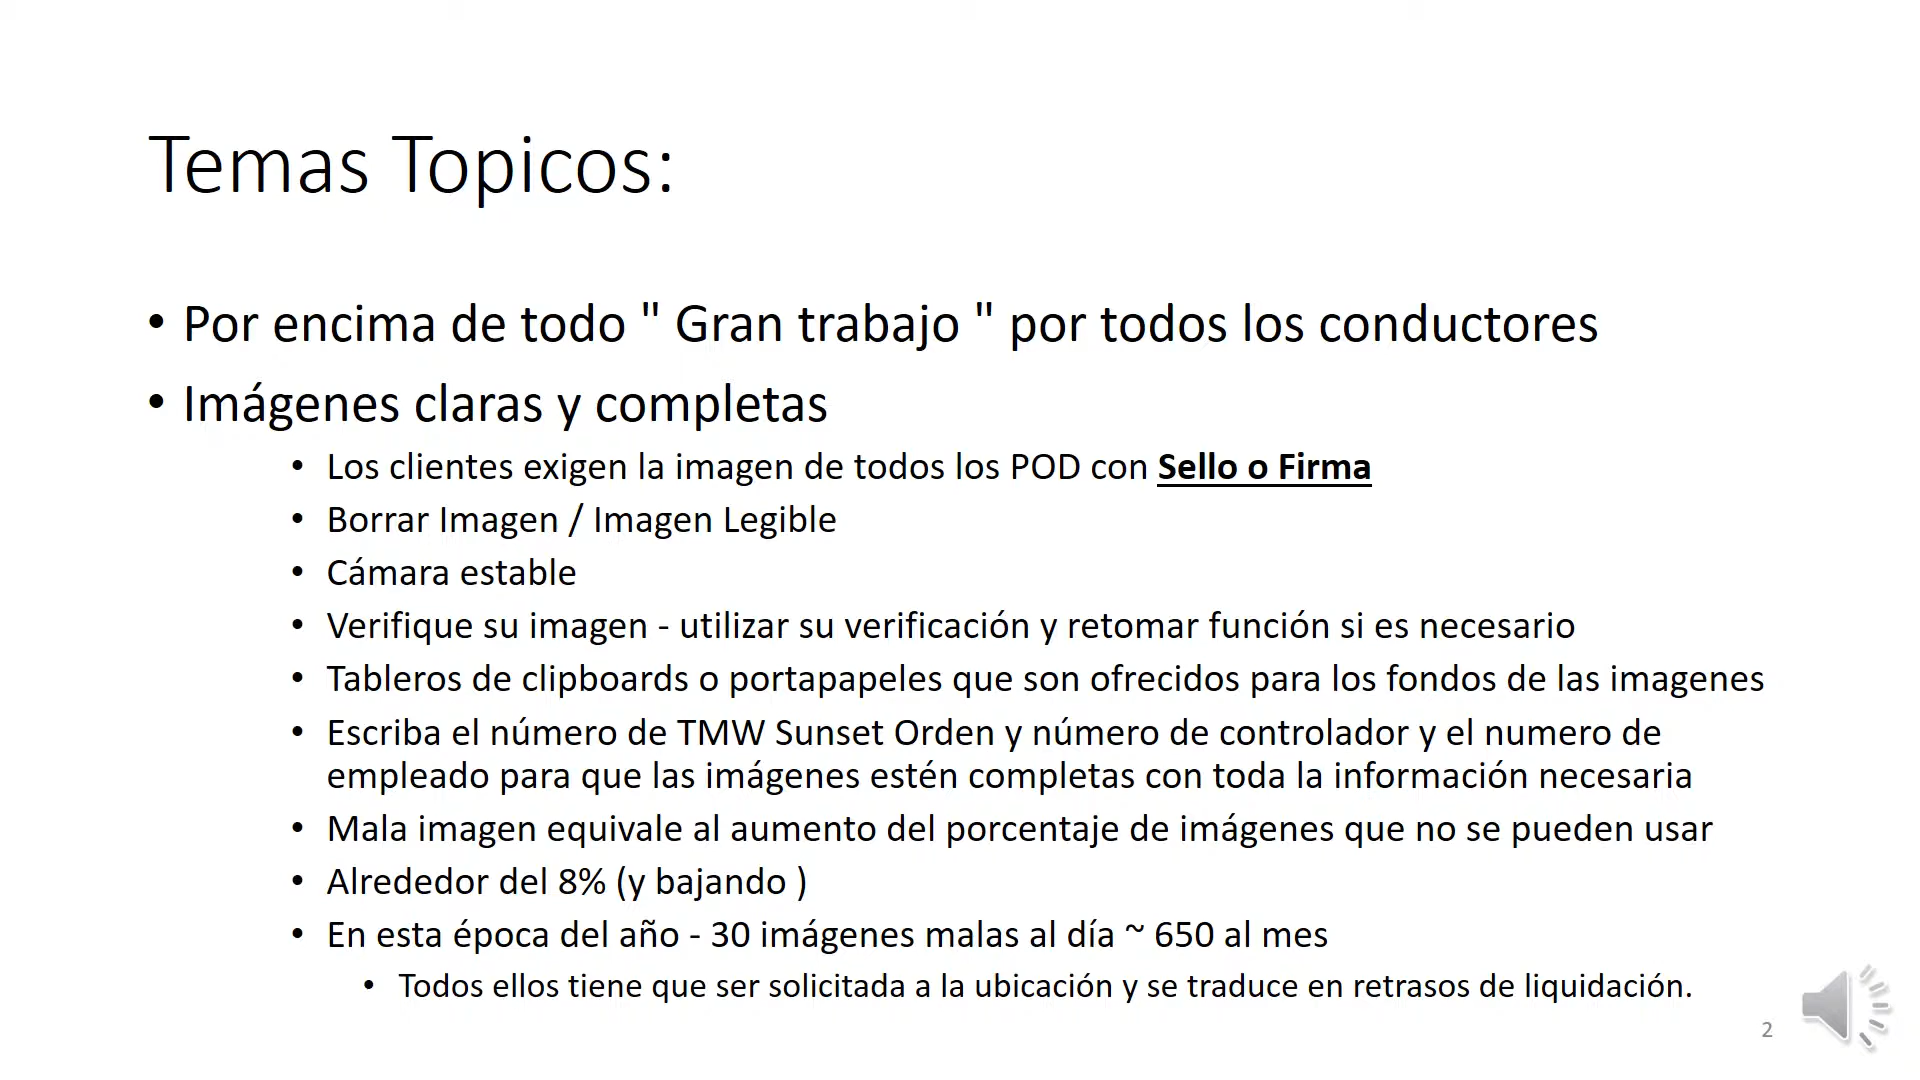 Temas Topicos:
• Por encima de todo " Gran trabajo " por todos los conductores
• Imágenes claras y completas
• Los clientes exigen la imagen de todos los POD con Sello o Firma
• Borrar Imagen / Imagen Legible
• Cámara estable
• Verifique su imagen - utilizar su verificación y retomar función si es necesario
• Tableros de clipboards o portapapeles que son ofrecidos para los fondos de las imagenes
• Escriba el número de TMW Sunset Orden y número de controlador y el numero de
empleado para que las imágenes estén completas con toda la información necesaria
• Mala imagen equivale al aumento del porcentaje de imágenes que no se pueden usar
• Alrededor del 8% (y bajando )
• En esta época del año - 30 imágenes malas al día ~ 650 al mes
• Todos ellos tiene que ser solicitada a la ubicación y se traduce en retrasos de liquidación.
2